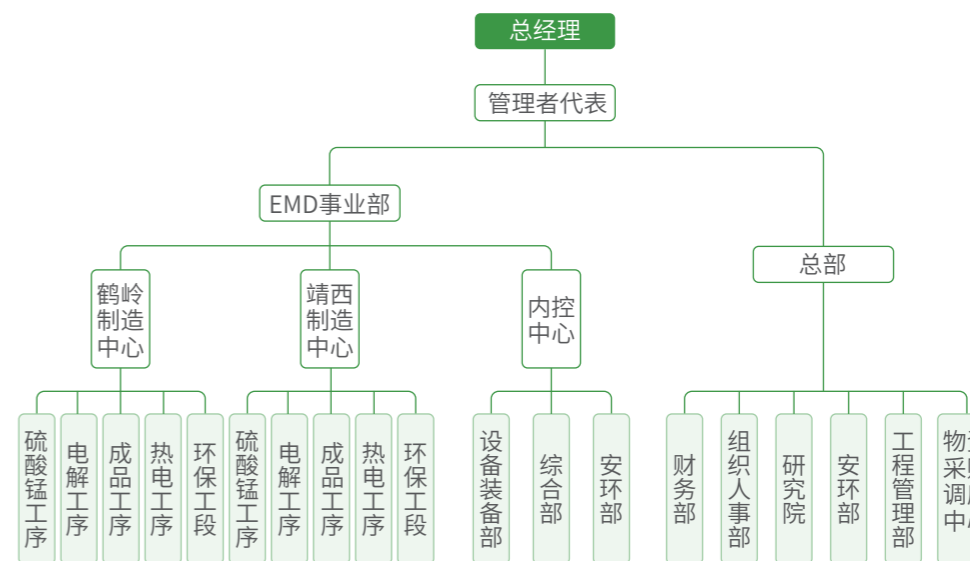 总经理
管理者代表
EMD事业部
总部
鹤岭
制造
中心
靖西
制造
中心
内控
中心
硫酸锰工序
电解工序
成品工序
热电工序
环保工段
硫酸锰工序
电解工序
成品工序
热电工序
环保工段
设备装备部
综合部
安环部
财务部
组织人事部
研究院
安环部
工程管理部
物
采
调
中